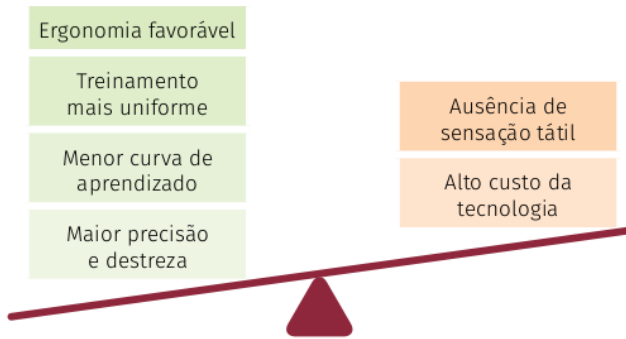 Ergonomia favorável
Treinamento
mais uniforme
Menor curva de
aprendizado
Maior precisão
e destreza
Ausência de
sensação tátil
Alto custo da
tecnologia